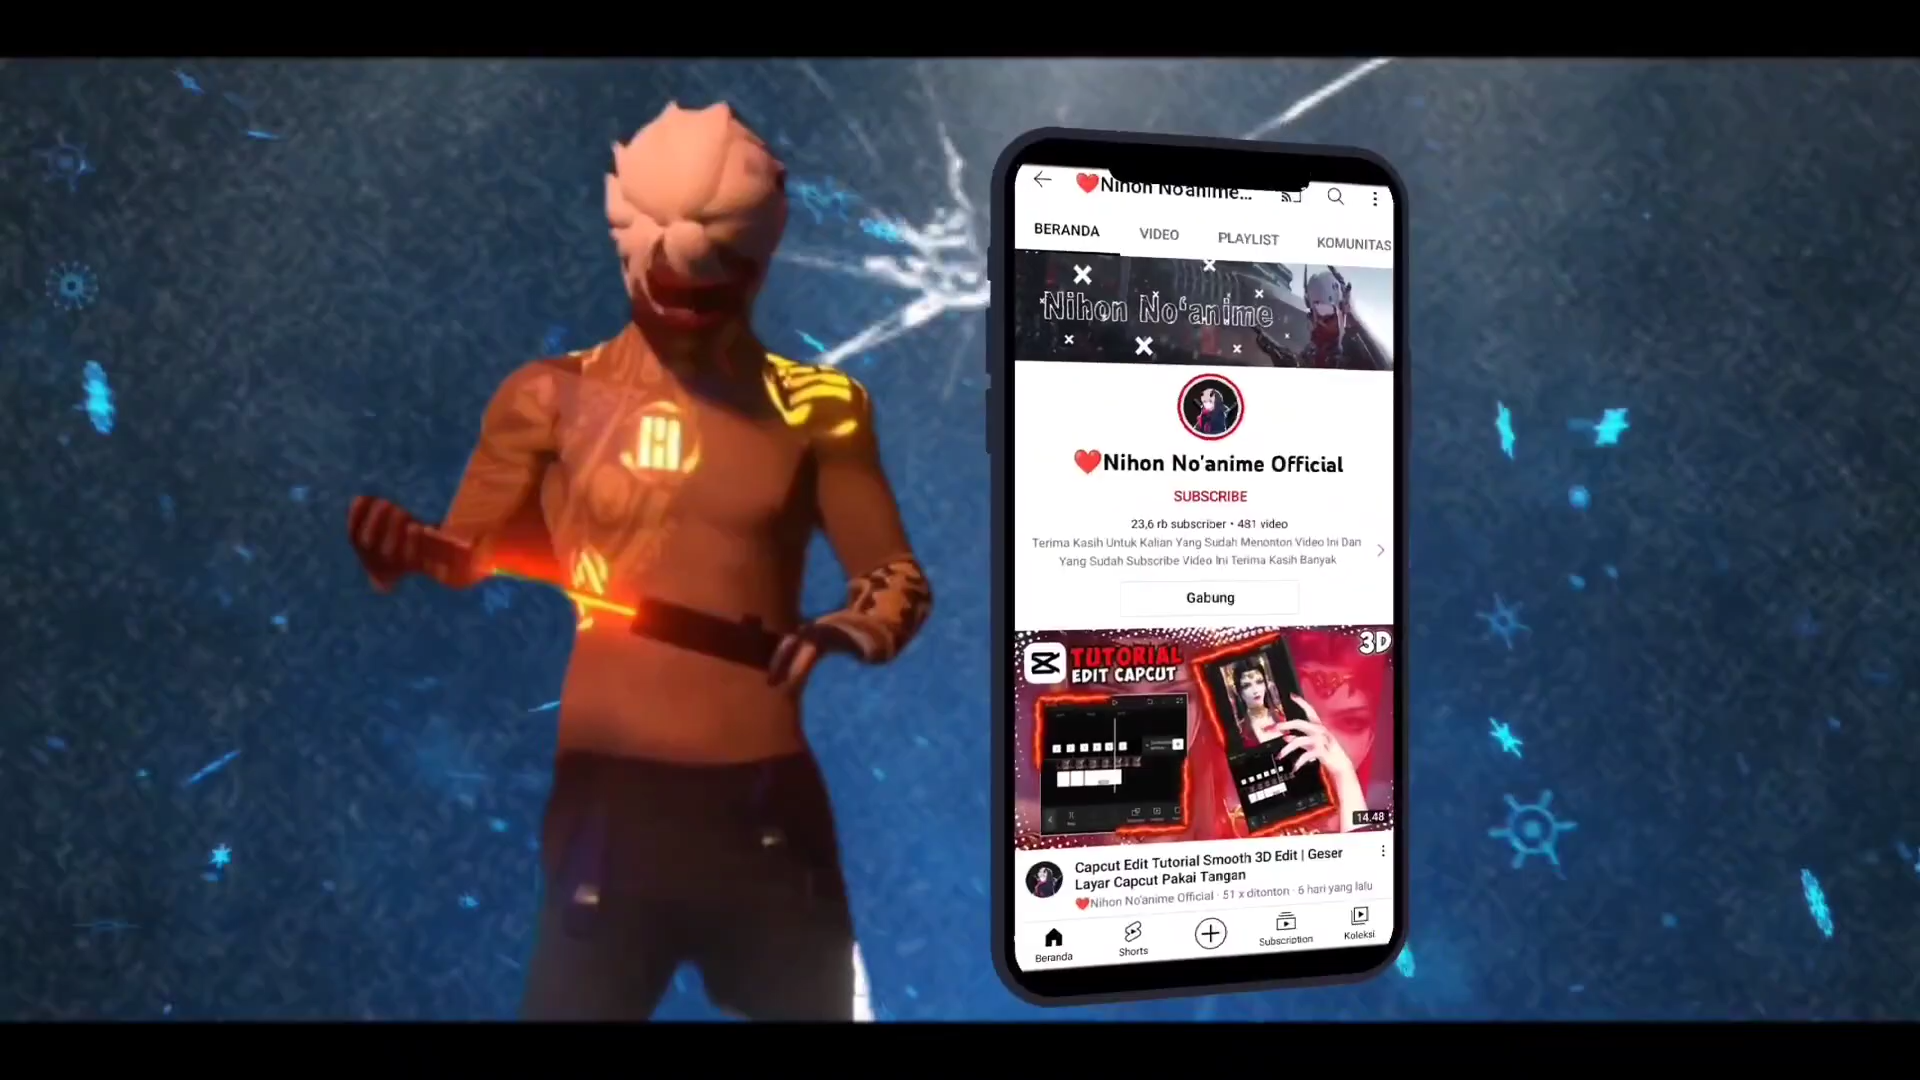 ❤️Nihon No'anime...
BERANDA VIDEO PLAYLIST KOMUNITAS
Nihon No'anime
❤️Nihon No'anime Official
SUBSCRIBE
23,6 rb subscriber • 481 video
Terima Kasih Untuk Kalian Yang Sudah Menonton Video Ini Dan
Yang Sudah Subscribe Video Ini Terima Kasih Banyak
Gabung
TUTORIAL
EDIT CAPCUT
3D
14.48
Capcut Edit Tutorial Smooth 3D Edit | Geser
Layar Capcut Pakai Tangan
❤️Nihon No'anime Official · 51 x ditonton · 6 hari yang lalu
Beranda Shorts Subscription Koleksi